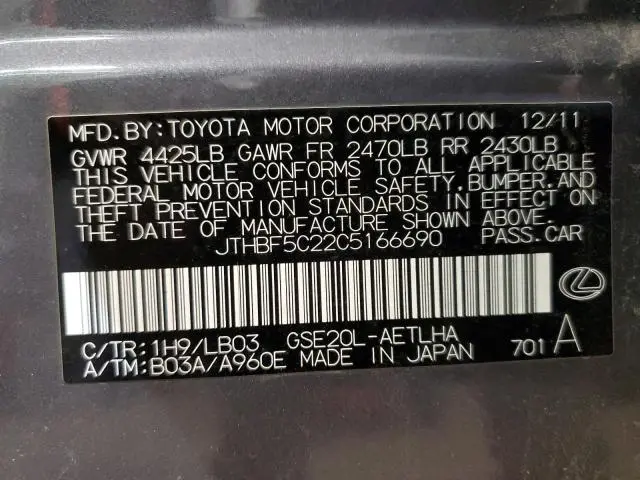 MFD. BY: TOYOTA MOTOR CORPORATION 12/11
GVWR 4425LB GAWR FR 2470LB RR 2430LB
THIS VEHICLE CONFORMS TO ALL APPLICABLE
FEDERAL MOTOR VEHICLE SAFETY, BUMPER, AND
THEFT PREVENTION STANDARDS IN EFFECT ON
THE DATE OF MANUFACTURE SHOWN ABOVE.
JTHBF5C22C5166690 PASS. CAR
C/TR: 1H9/LB03 GSE20L-AETLHA
A/TM: B03A/A960E MADE IN JAPAN 701 A